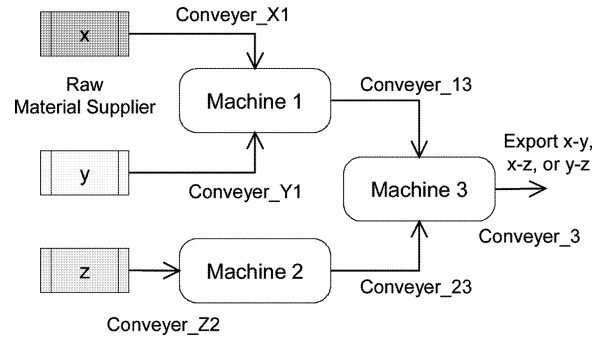 Conveyer_X1
x
Raw
Material Supplier
Machine 1
Conveyer_13
Export x-y,
x-z, or y-z
y
Conveyer_Y1
Machine 3
Conveyer_3
z
Machine 2
Conveyer_23
Conveyer_Z2